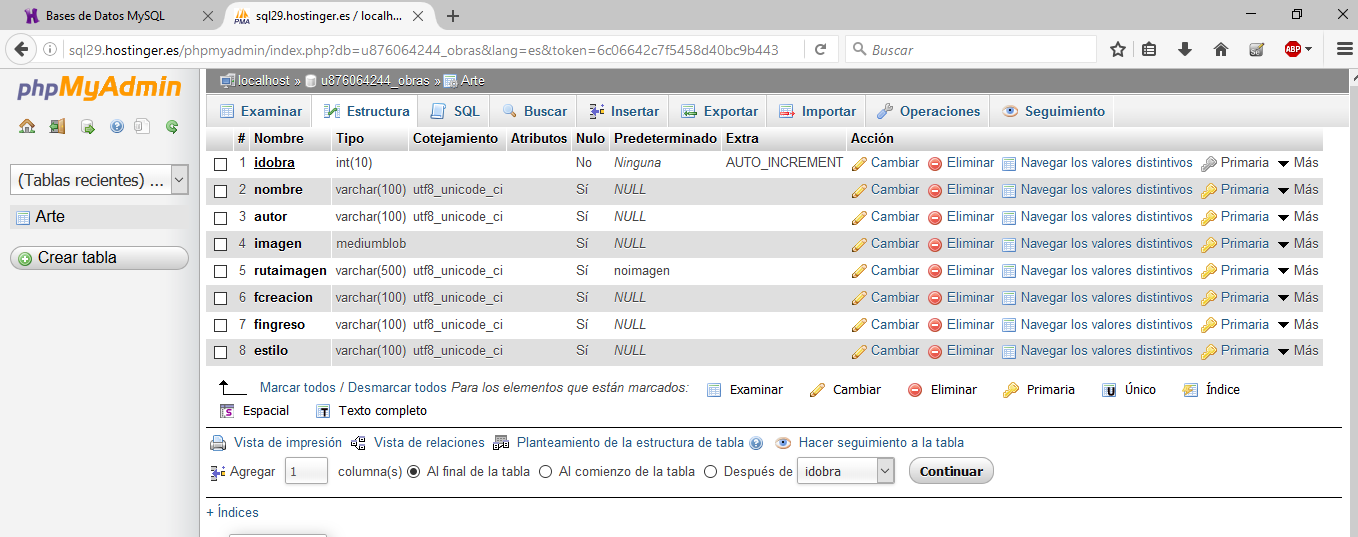 Bases de Datos MySQL
sql29.hostinger.es / localh...
sql29.hostinger.es/phpmyadmin/index.php?db=u876064244_obras&lang=es&token=6c06642c7f5458d40bc9b443
Buscar
ABP
phpMyAdmin
localhost » u876064244_obras » Arte
Examinar Estructura SQL Buscar Insertar Exportar Importar Operaciones Seguimiento
(Tablas recientes) ...
Arte
Crear tabla
# Nombre Tipo Cotejamiento Atributos Nulo Predeterminado Extra Acción
1 idobra int(10) No Ninguna AUTO_INCREMENT Cambiar Eliminar Navegar los valores distintivos Primaria Más
2 nombre varchar(100) utf8_unicode_ci Sí NULL Cambiar Eliminar Navegar los valores distintivos Primaria Más
3 autor varchar(100) utf8_unicode_ci Sí NULL Cambiar Eliminar Navegar los valores distintivos Primaria Más
4 imagen mediumblob Sí NULL Cambiar Eliminar Navegar los valores distintivos Primaria Más
5 rutaimagen varchar(500) utf8_unicode_ci Sí noimagen Cambiar Eliminar Navegar los valores distintivos Primaria Más
6 fcreacion varchar(100) utf8_unicode_ci Sí NULL Cambiar Eliminar Navegar los valores distintivos Primaria Más
7 fingreso varchar(100) utf8_unicode_ci Sí NULL Cambiar Eliminar Navegar los valores distintivos Primaria Más
8 estilo varchar(100) utf8_unicode_ci Sí NULL Cambiar Eliminar Navegar los valores distintivos Primaria Más
Marcar todos / Desmarcar todos Para los elementos que están marcados: Examinar Cambiar Eliminar Primaria Único Índice
Espacial Texto completo
Vista de impresión Vista de relaciones Planteamiento de la estructura de tabla Hacer seguimiento a la tabla
Agregar 1 columna(s) Al final de la tabla Al comienzo de la tabla Después de idobra Continuar
+ Índices